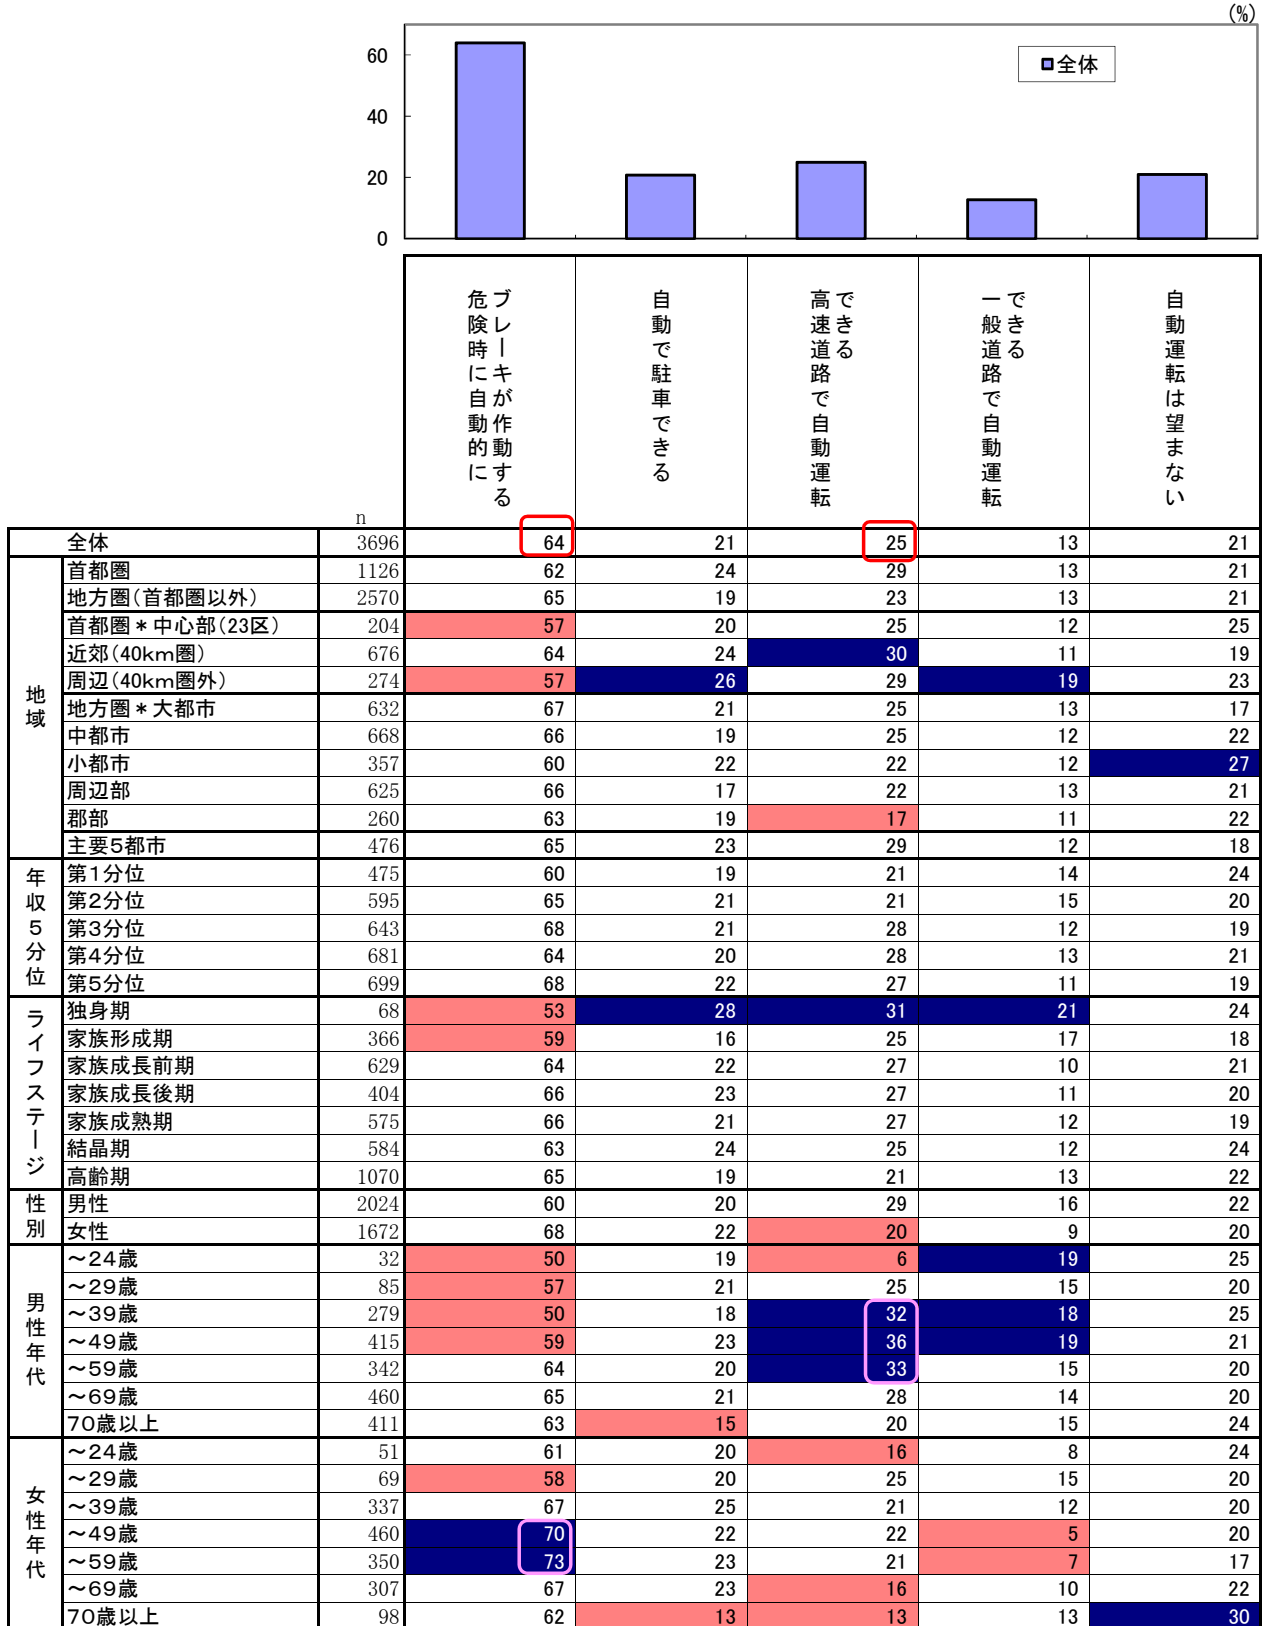 (%)
60
40
20
0
全体
危険時に自動的に
ブレーキが作動する
自動で駐車できる
高速道路で自動運転
できる
一般道路で自動運転
できる
自動運転は望まない
n
全体 3696 64 21 25 13 21
地域
首都圏 1126 62 24 29 13 21
地方圏(首都圏以外) 2570 65 19 23 13 21
首都圏*中心部(23区) 204 57 20 25 12 25
近郊(40km圏) 676 64 24 30 11 19
周辺(40km圏外) 274 57 26 29 19 23
地方圏*大都市 632 67 21 25 13 17
中都市 668 66 19 25 12 22
小都市 357 60 22 22 12 27
周辺部 625 66 17 22 13 21
郡部 260 63 19 17 11 22
主要5都市 476 65 23 29 12 18
年収5分位
第1分位 475 60 19 21 14 24
第2分位 595 65 21 21 15 20
第3分位 643 68 21 28 12 19
第4分位 681 64 20 28 13 21
第5分位 699 68 22 27 11 19
ライフステージ
独身期 68 53 28 31 21 24
家族形成期 366 59 16 25 17 18
家族成長前期 629 64 22 27 10 21
家族成長後期 404 66 23 27 11 20
家族成熟期 575 66 21 27 12 19
結晶期 584 63 24 25 12 24
高齢期 1070 65 19 21 13 22
性別
男性 2024 60 20 29 16 22
女性 1672 68 22 20 9 20
男性年代
~24歳 32 50 19 6 19 25
~29歳 85 57 21 25 15 20
~39歳 279 50 18 32 18 25
~49歳 415 59 23 36 19 21
~59歳 342 64 20 33 15 20
~69歳 460 65 21 28 14 20
70歳以上 411 63 15 20 15 24
女性年代
~24歳 51 61 20 16 8 24
~29歳 69 58 20 25 15 20
~39歳 337 67 25 21 12 20
~49歳 460 70 22 22 5 20
~59歳 350 73 23 21 7 17
~69歳 307 67 23 16 10 22
70歳以上 98 62 13 13 13 30